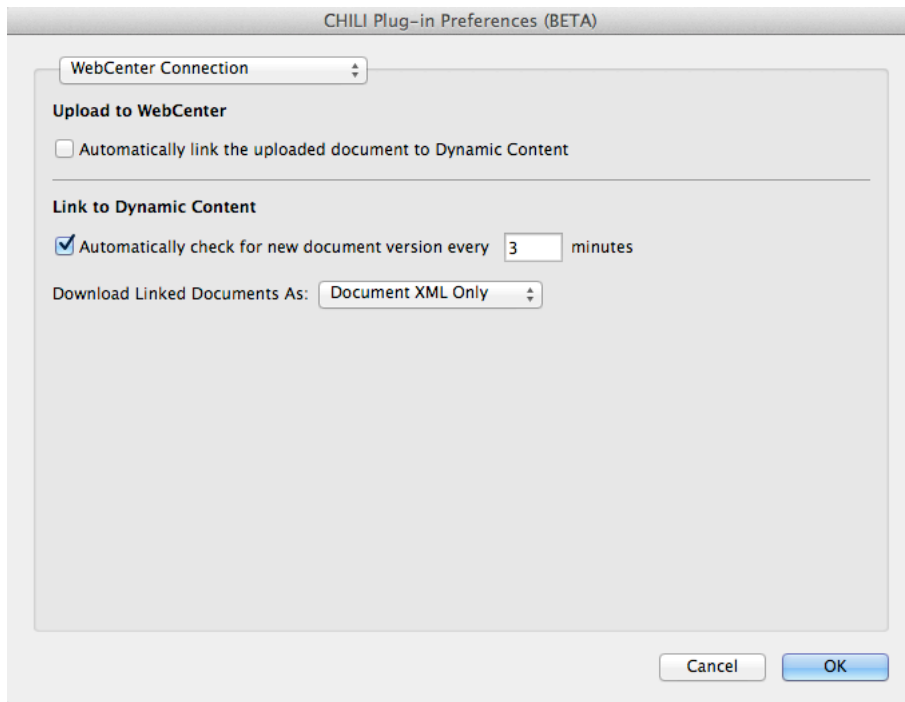 CHILI Plug-in Preferences (BETA)
WebCenter Connection
Upload to WebCenter
Automatically link the uploaded document to Dynamic Content
Link to Dynamic Content
Automatically check for new document version every 3 minutes
Download Linked Documents As: Document XML Only
Cancel OK